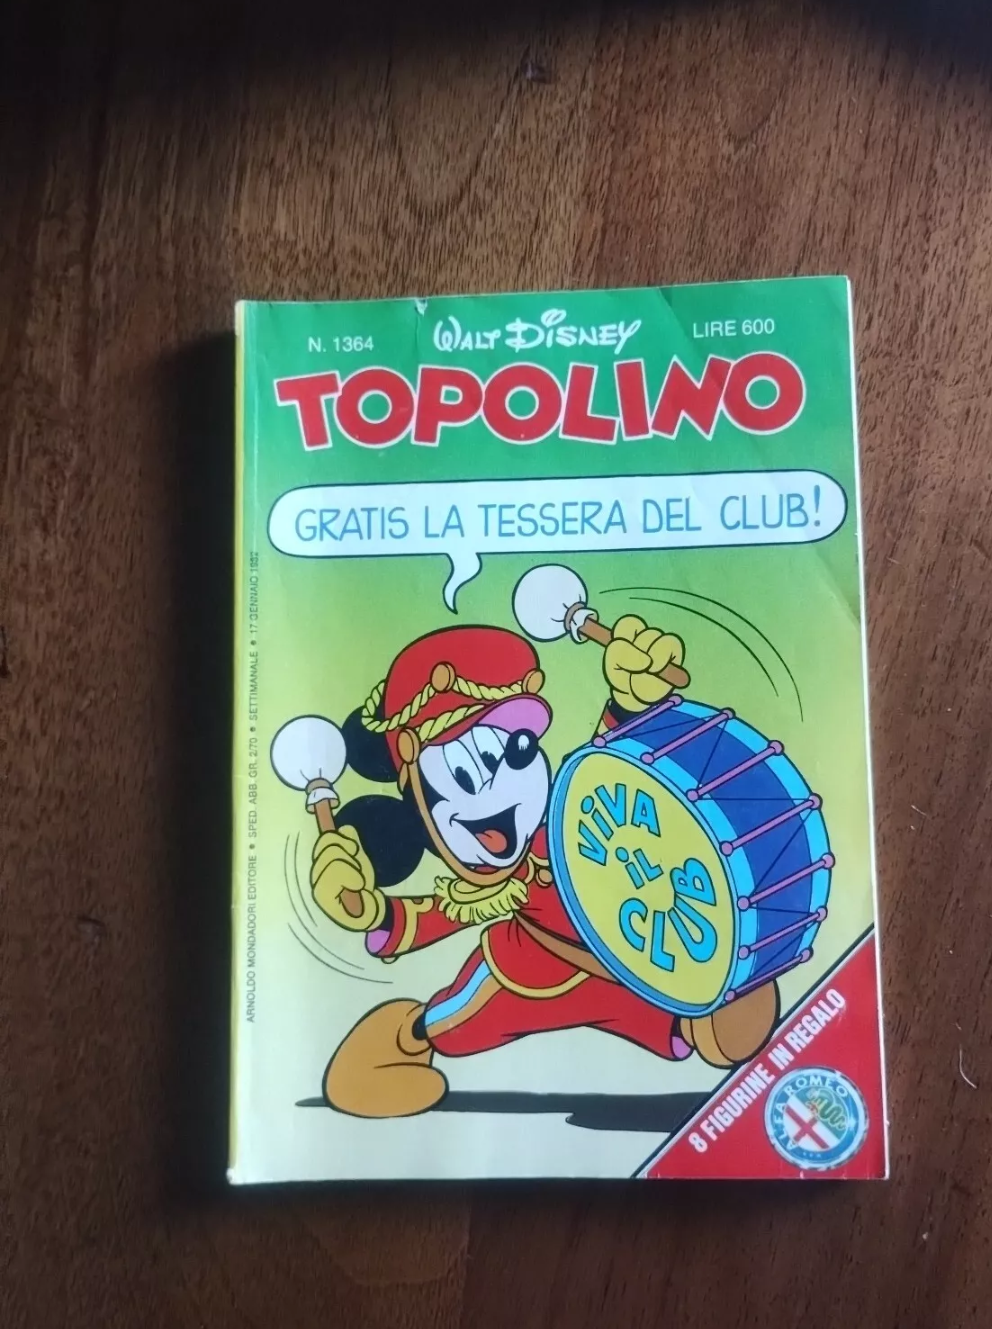 N. 1364
WALT DISNEY
LIRE 600
TOPOLINO
GRATIS LA TESSERA DEL CLUB!
ARNOLDO MONDADORI EDITORE • SPED. ABB. GR. 2/70 • SETTIMANALE • 17 GENNAIO 1982
VIVA
IL
CLUB
8 FIGURINE IN REGALO
ALFA ROMEO